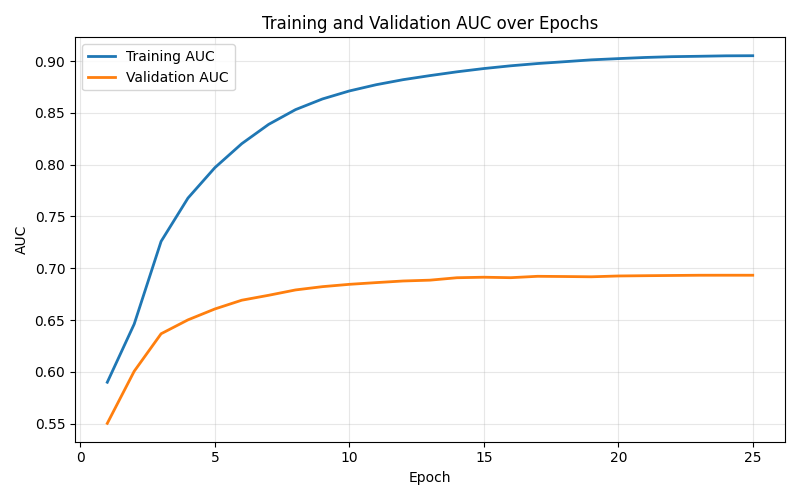 Training and Validation AUC over Epochs
Training AUC
Validation AUC
0.90
0.85
0.80
0.75
0.70
0.65
0.60
0.55
AUC
0 5 10 15 20 25
Epoch